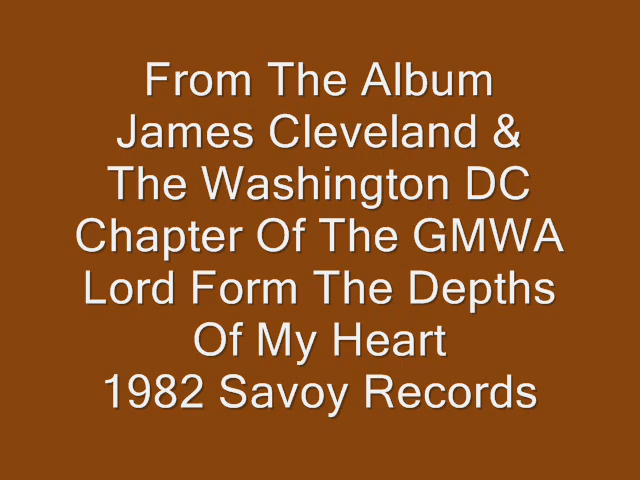 From The Album
James Cleveland &
The Washington DC
Chapter Of The GMWA
Lord Form The Depths
Of My Heart
1982 Savoy Records